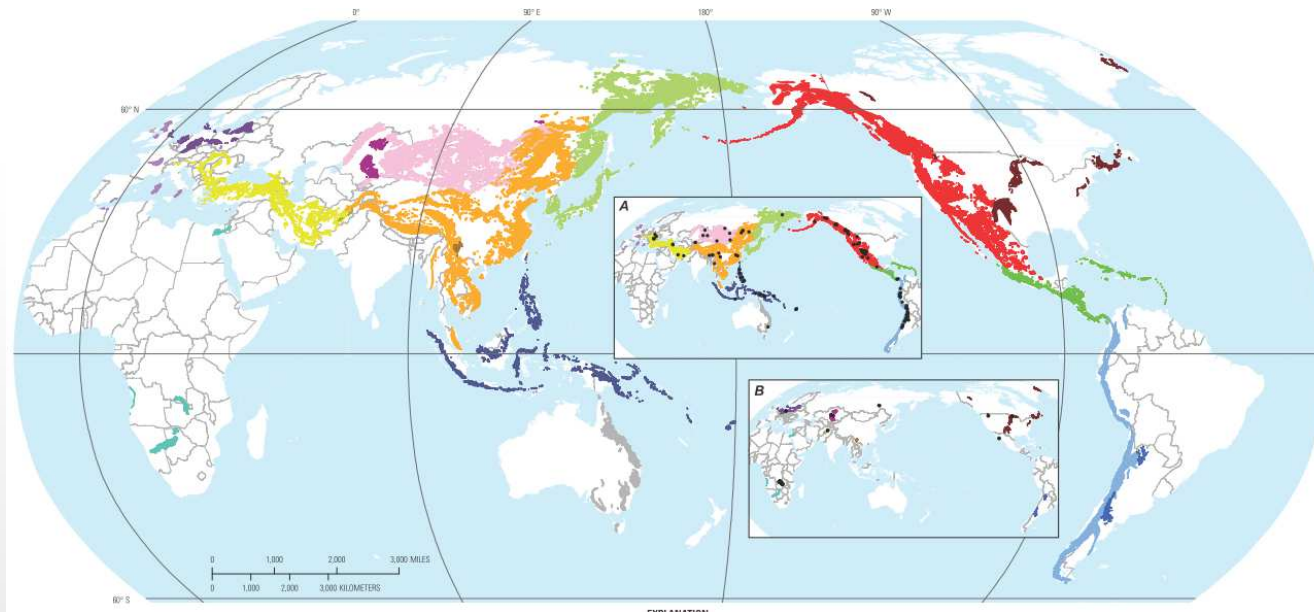 0° 90° E 180° 90° W
60° N
A
B
0 1,000 2,000 3,000 MILES
0 1,000 2,000 3,000 KILOMETERS
60° S
EXPLANATION